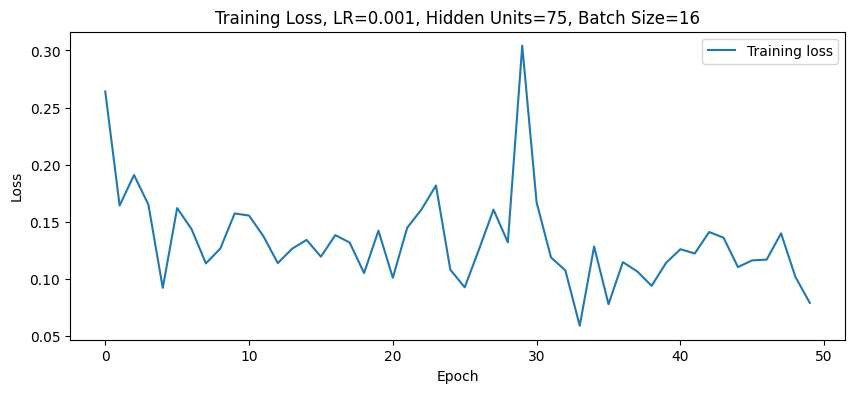 Training Loss, LR=0.001, Hidden Units=75, Batch Size=16
Training loss
0.30
0.25
0.20
0.15
0.10
0.05
Loss
0 10 20 30 40 50
Epoch